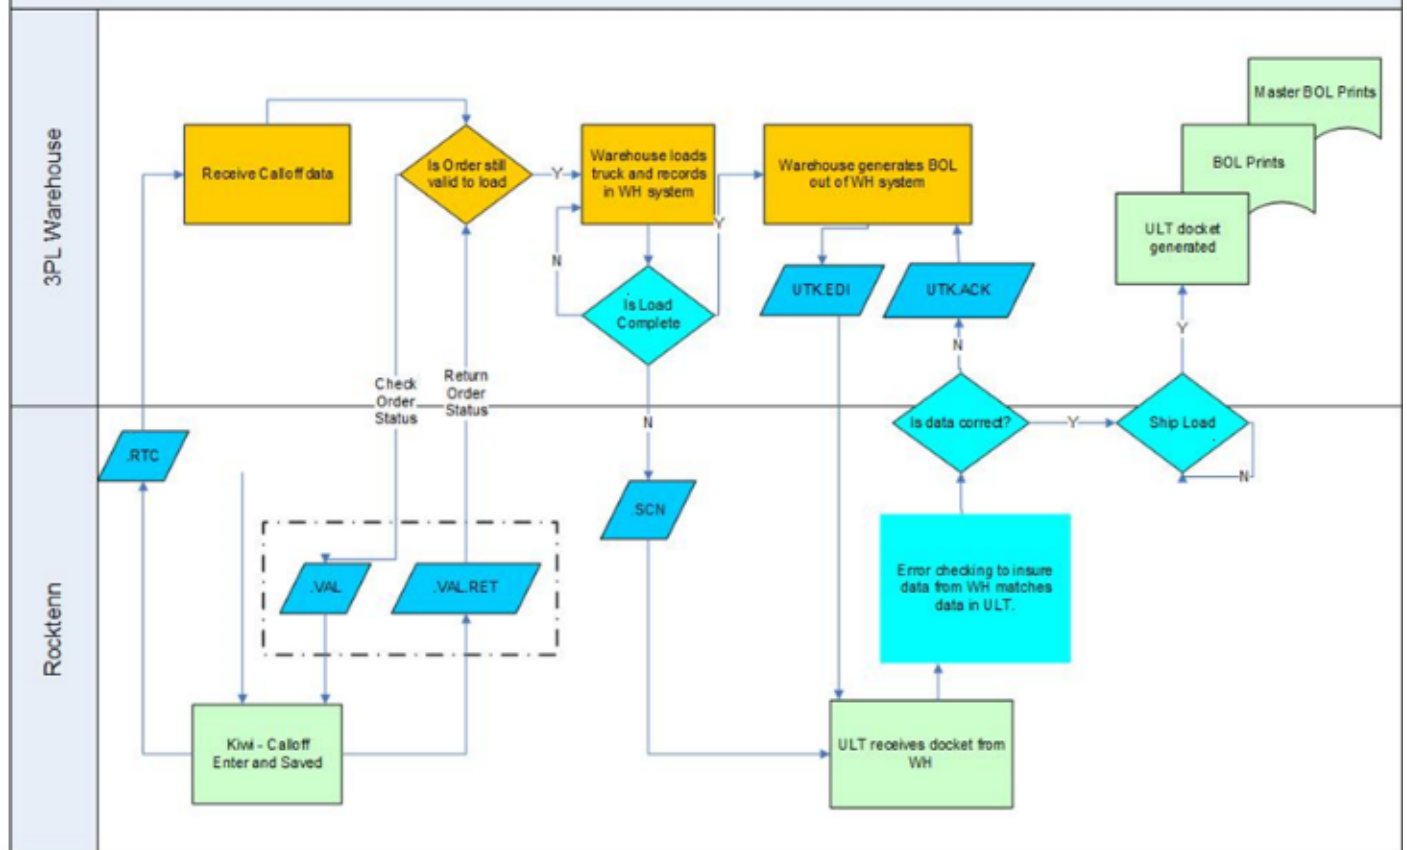 3PL Warehouse
Receive Calloff data
Is Order still
valid to load
Y
Warehouse loads
truck and records
in WH system
N
Y
Is Load
Complete
Warehouse generates BOL
out of WH system
UTK.EDI
UTK.ACK
N
Master BOL Prints
BOL Prints
ULT docket
generated
Y
Check
Order
Status
Return
Order
Status
N
Is data correct?
Y
Ship Load
N
Rocktenn
.RTC
.SCN
.VAL
.VAL.RET
Error checking to insure
data from WH matches
data in ULT.
Kiwi - Calloff
Enter and Saved
ULT receives docket from
WH